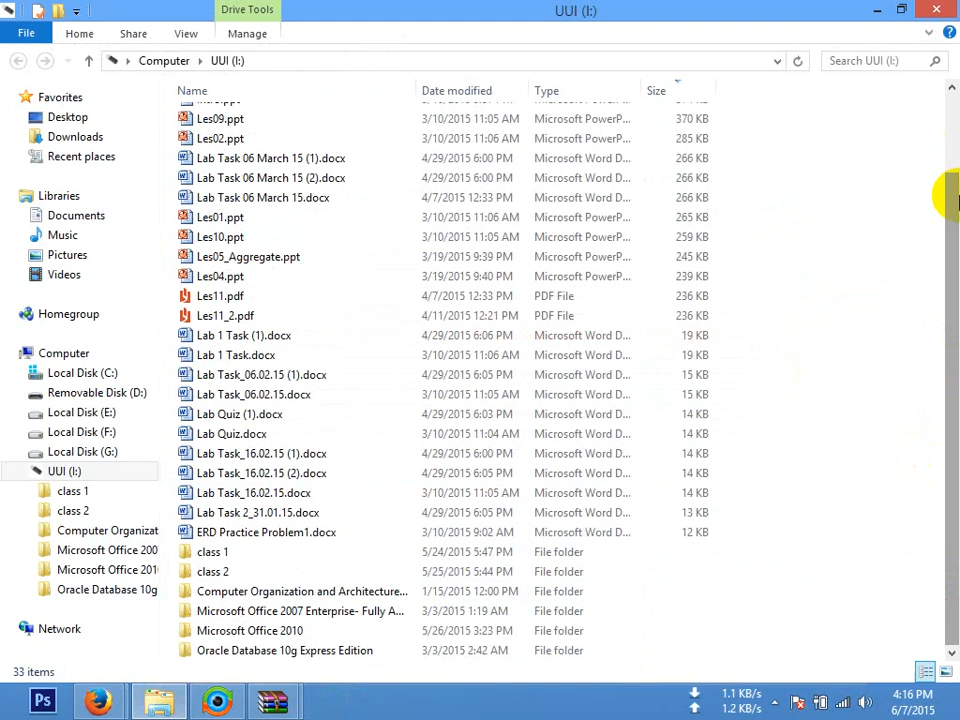 Drive Tools
UUI (I:)
File Home Share View Manage
Computer UUI (I:) Search UUI (I:)
Name Date modified Type Size
Les09.ppt 3/10/2015 11:05 AM Microsoft PowerP... 370 KB
Les02.ppt 3/10/2015 11:05 AM Microsoft PowerP... 285 KB
Lab Task 06 March 15 (1).docx 4/29/2015 6:00 PM Microsoft Word D... 266 KB
Lab Task 06 March 15 (2).docx 4/29/2015 6:00 PM Microsoft Word D... 266 KB
Lab Task 06 March 15.docx 4/7/2015 12:33 PM Microsoft Word D... 266 KB
Les01.ppt 3/10/2015 11:06 AM Microsoft PowerP... 265 KB
Les10.ppt 3/10/2015 11:05 AM Microsoft PowerP... 259 KB
Les05_Aggregate.ppt 3/19/2015 9:39 PM Microsoft PowerP... 245 KB
Les04.ppt 3/19/2015 9:40 PM Microsoft PowerP... 239 KB
Les11.pdf 4/7/2015 12:33 PM PDF File 236 KB
Les11_2.pdf 4/11/2015 12:21 PM PDF File 236 KB
Lab 1 Task (1).docx 4/29/2015 6:06 PM Microsoft Word D... 19 KB
Lab 1 Task.docx 3/10/2015 11:06 AM Microsoft Word D... 19 KB
Lab Task_06.02.15 (1).docx 4/29/2015 6:05 PM Microsoft Word D... 15 KB
Lab Task_06.02.15.docx 3/10/2015 11:05 AM Microsoft Word D... 15 KB
Lab Quiz (1).docx 4/29/2015 6:03 PM Microsoft Word D... 14 KB
Lab Quiz.docx 3/10/2015 11:04 AM Microsoft Word D... 14 KB
Lab Task_16.02.15 (1).docx 4/29/2015 6:00 PM Microsoft Word D... 14 KB
Lab Task_16.02.15 (2).docx 4/29/2015 6:05 PM Microsoft Word D... 14 KB
Lab Task_16.02.15.docx 3/10/2015 11:05 AM Microsoft Word D... 14 KB
Lab Task 2_31.01.15.docx 4/29/2015 6:05 PM Microsoft Word D... 13 KB
ERD Practice Problem1.docx 3/10/2015 9:02 AM Microsoft Word D... 12 KB
class 1 5/24/2015 5:47 PM File folder
class 2 5/25/2015 5:44 PM File folder
Computer Organization and Architecture... 1/15/2015 12:00 PM File folder
Microsoft Office 2007 Enterprise- Fully A... 3/3/2015 1:19 AM File folder
Microsoft Office 2010 5/26/2015 3:23 PM File folder
Oracle Database 10g Express Edition 3/3/2015 2:42 AM File folder
Favorites
Desktop
Downloads
Recent places
Libraries
Documents
Music
Pictures
Videos
Homegroup
Computer
Local Disk (C:)
Removable Disk (D:)
Local Disk (E:)
Local Disk (F:)
Local Disk (G:)
UUI (I:)
class 1
class 2
Computer Organizat
Microsoft Office 200
Microsoft Office 201
Oracle Database 10g
Network
33 items
Ps
1.1 KB/s
1.2 KB/s
4:16 PM
6/7/2015